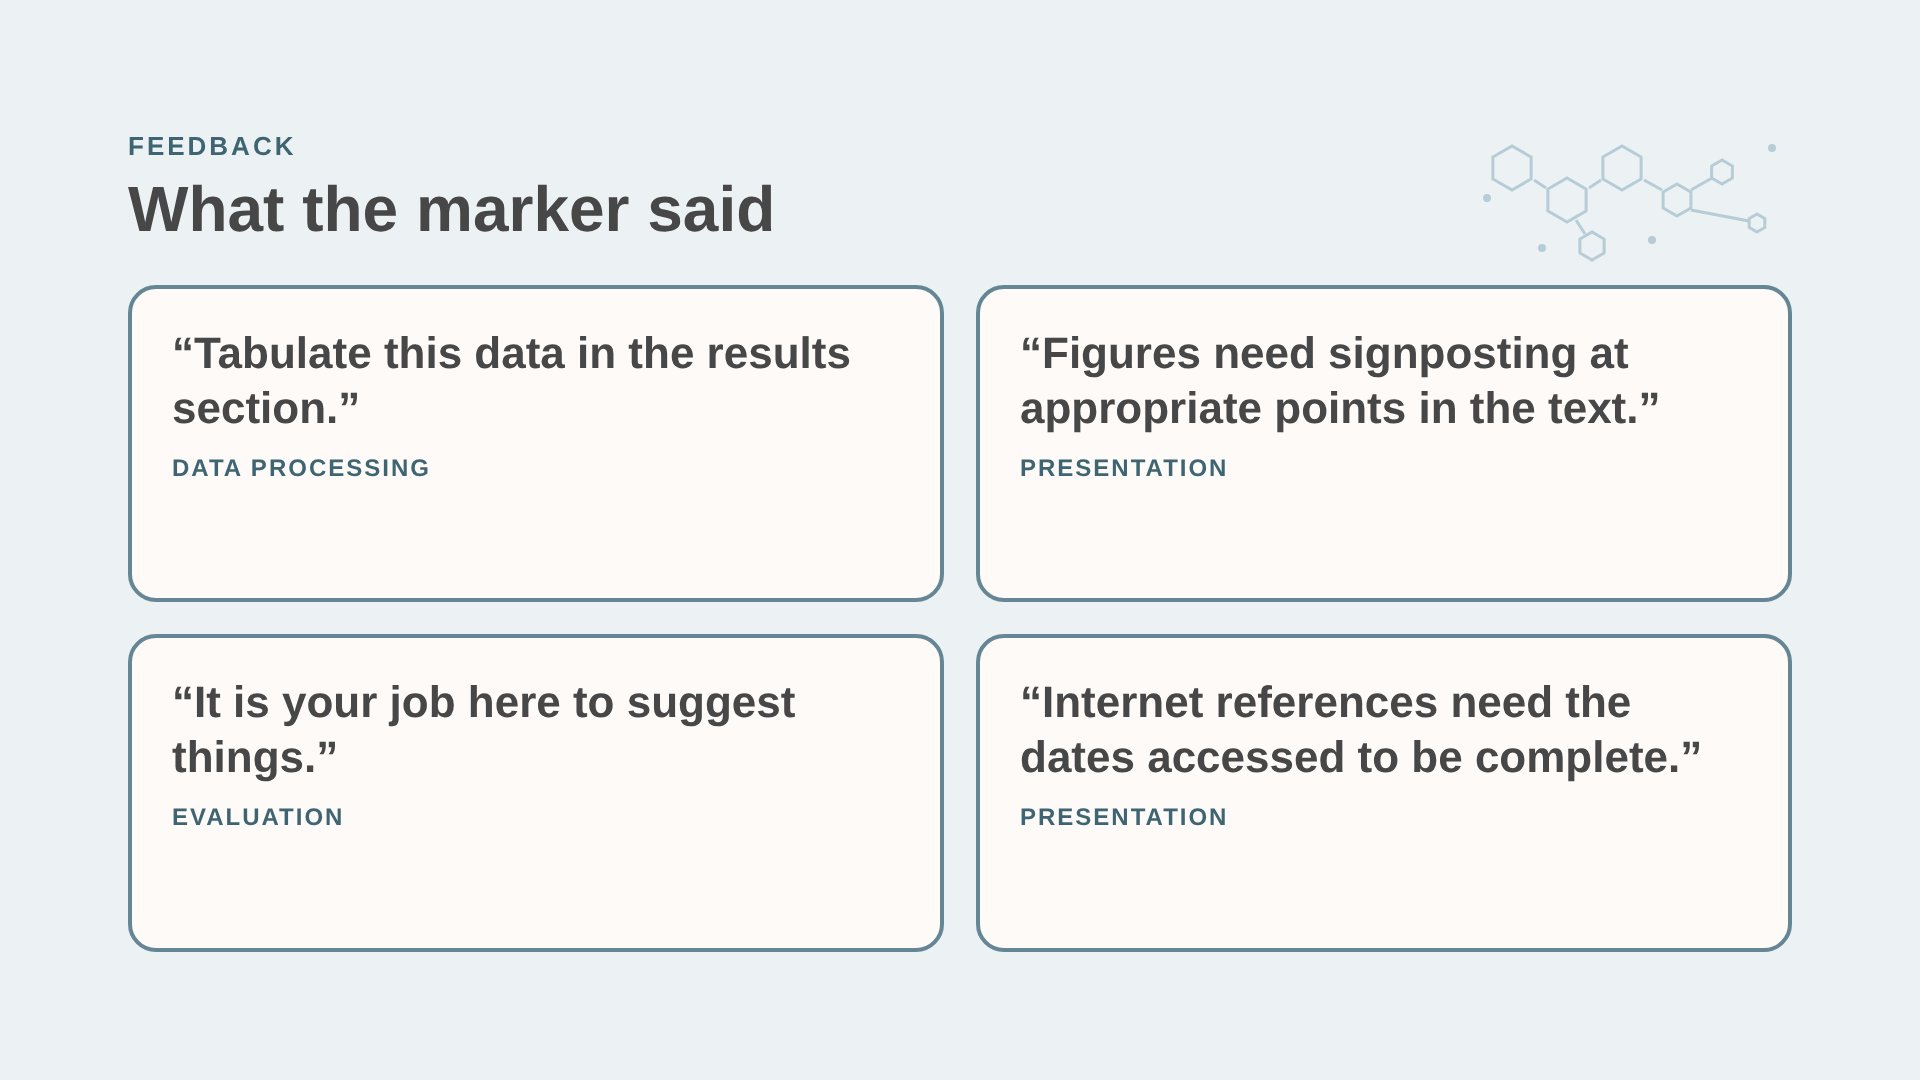 FEEDBACK
What the marker said
“Tabulate this data in the results
section.”
DATA PROCESSING
“Figures need signposting at
appropriate points in the text.”
PRESENTATION
“It is your job here to suggest
things.”
EVALUATION
“Internet references need the
dates accessed to be complete.”
PRESENTATION